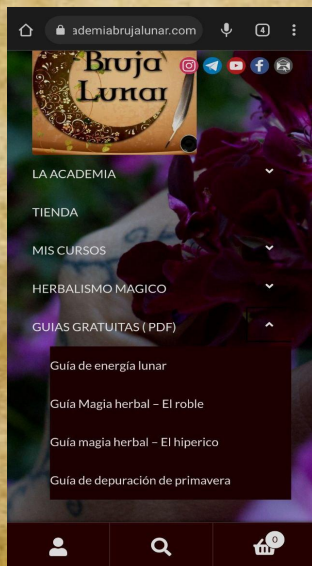 ademiabrujalunar.com
4
Bruja
Lunar
LA ACADEMIA
TIENDA
MIS CURSOS
HERBALISMO MAGICO
GUIAS GRATUITAS ( PDF)
Guía de energía lunar
Guía Magia herbal – El roble
Guía magia herbal – El hiperico
Guía de depuración de primavera
0